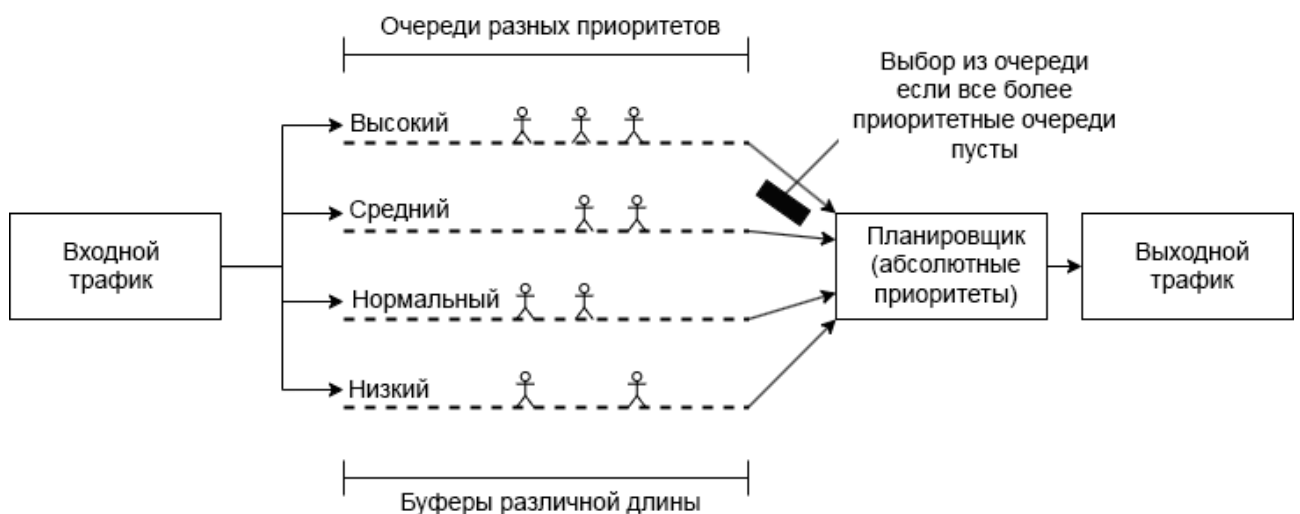 Очереди разных приоритетов
Выбор из очереди
если все более
приоритетные очереди
пусты
Высокий
Средний
Нормальный
Низкий
Входной
трафик
Планировщик
(абсолютные
приоритеты)
Выходной
трафик
Буферы различной длины